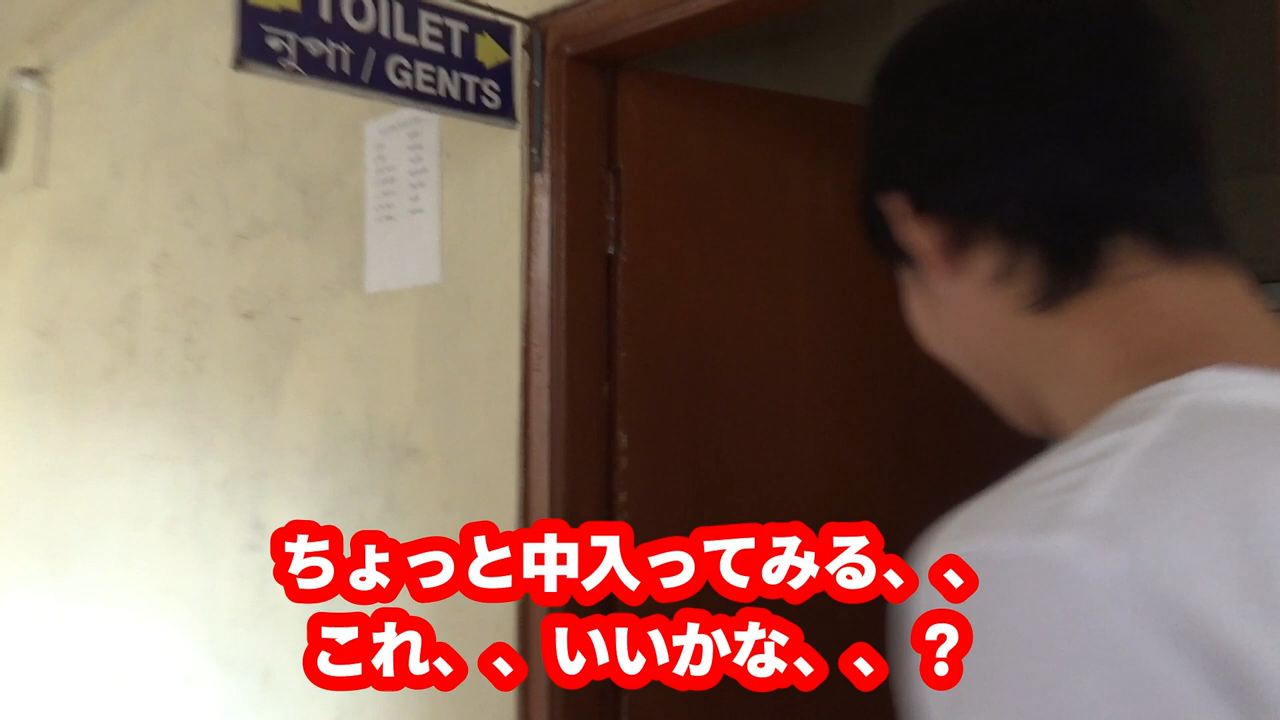 TOILET
নুপা / GENTS
ちょっと中入ってみる、、
これ、、いいかな、、？